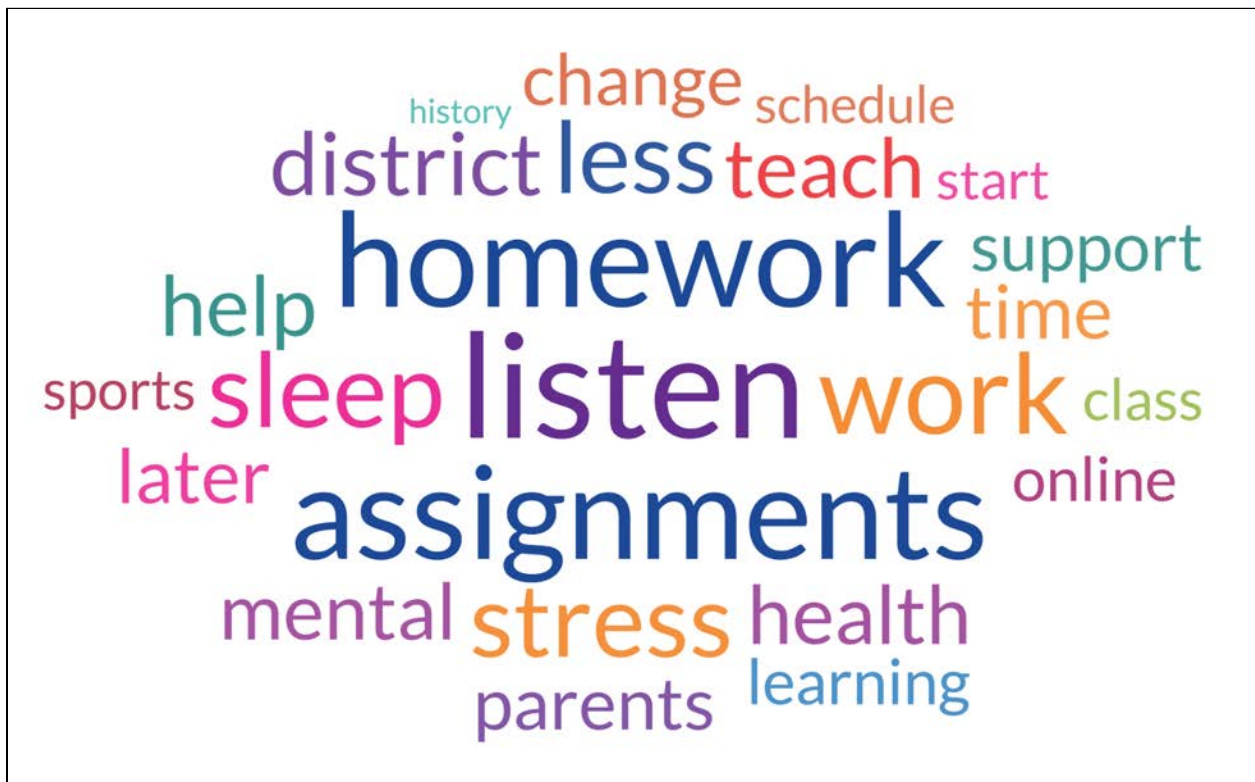 change
history schedule
district less teach start
homework support
help time
sports sleep listen work class
later assignments online
mental stress health
parents learning